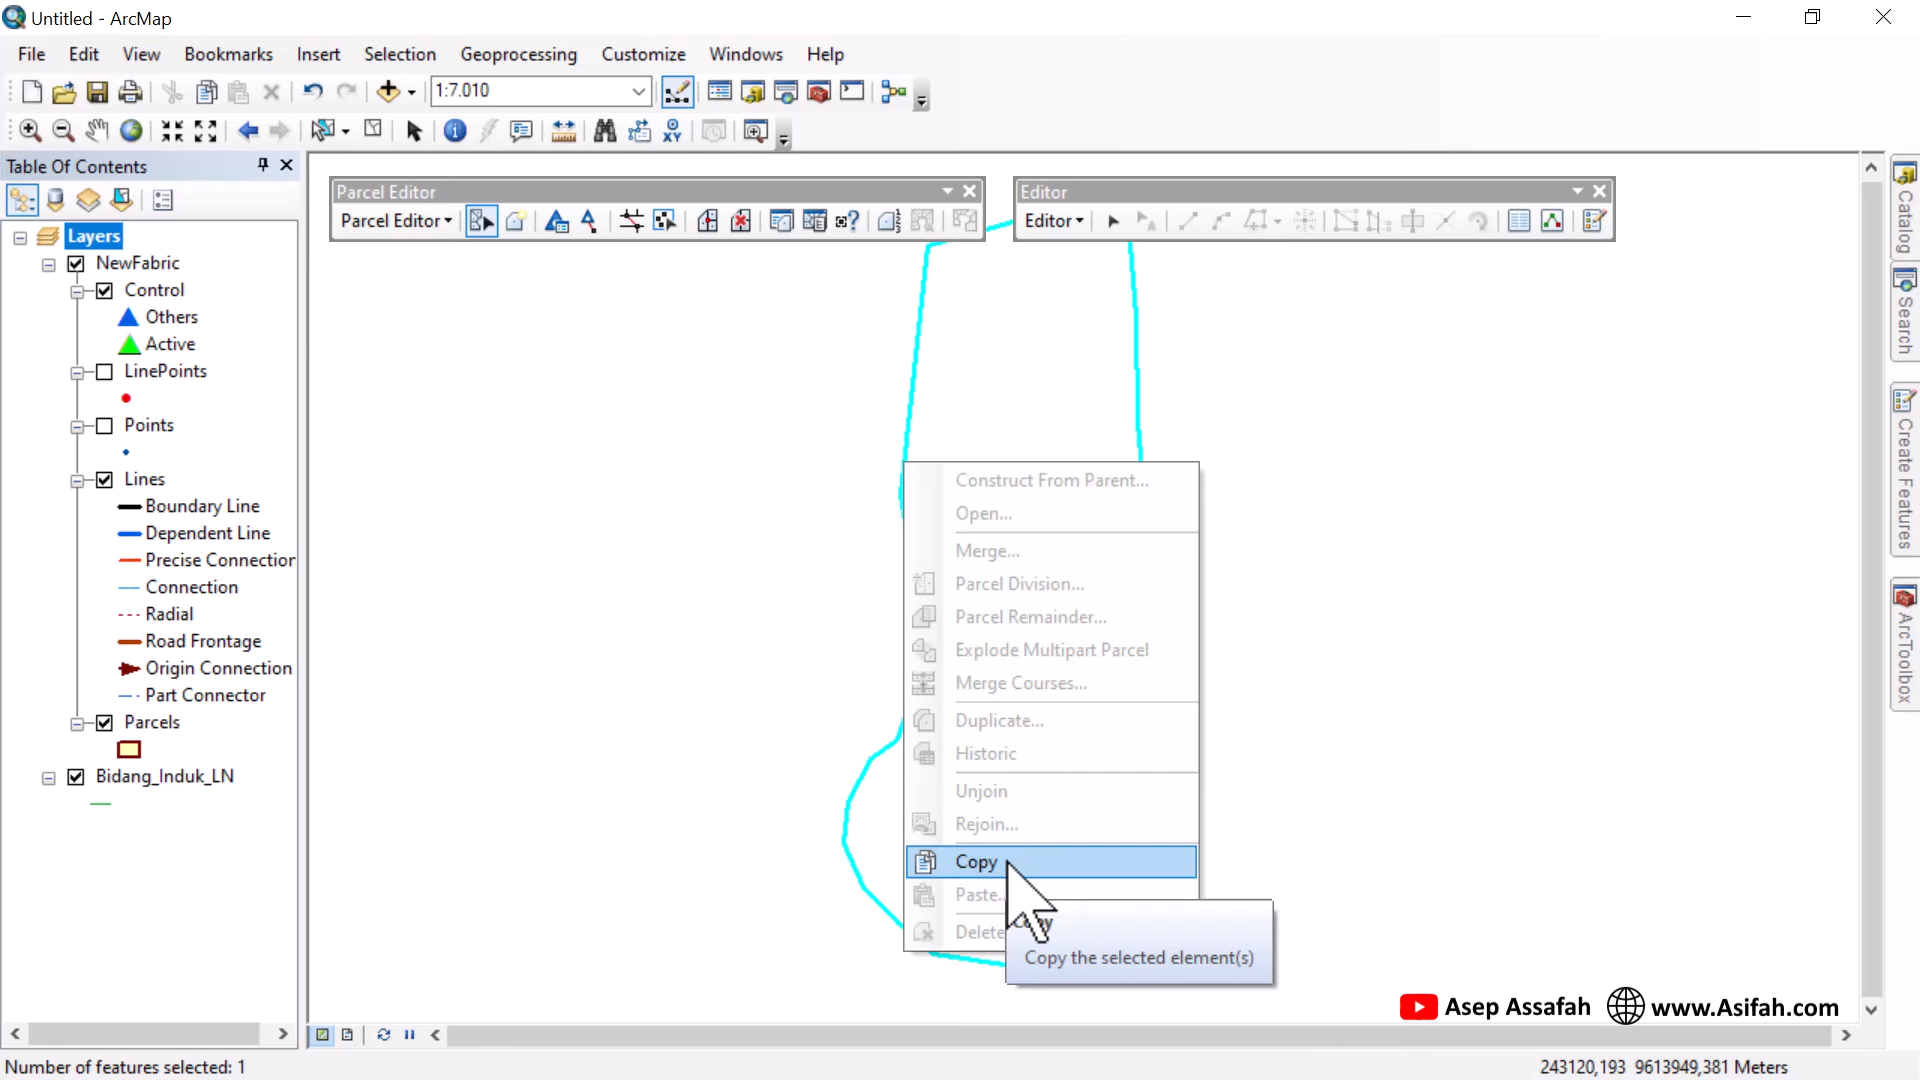 Untitled - ArcMap
File Edit View Bookmarks Insert Selection Geoprocessing Customize Windows Help
1:7.010
XY
Table Of Contents
Layers
NewFabric
Control
Others
Active
LinePoints
Points
Lines
Boundary Line
Dependent Line
Precise Connection
Connection
Radial
Road Frontage
Origin Connection
Part Connector
Parcels
Bidang_Induk_LN
Parcel Editor
Parcel Editor
Editor
Editor
Construct From Parent...
Open...
Merge...
Parcel Division...
Parcel Remainder...
Explode Multipart Parcel
Merge Courses...
Duplicate...
Historic
Unjoin
Rejoin...
Copy
Paste..
Delete
Copy the selected element(s)
Catalog
Search
Create Features
ArcToolbox
Asep Assafah www.Asifah.com
Number of features selected: 1
243120,193 9613949,381 Meters